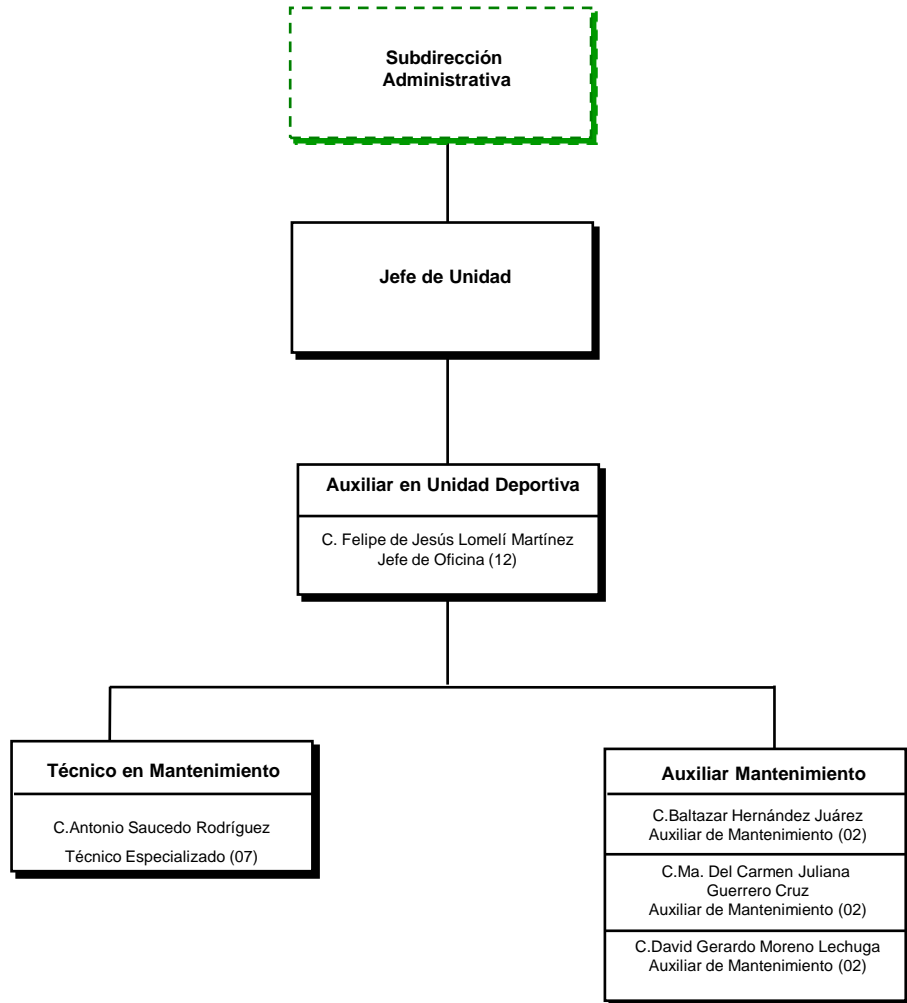 Subdirección
Administrativa
Jefe de Unidad
Auxiliar en Unidad Deportiva
C. Felipe de Jesús Lomelí Martínez
Jefe de Oficina (12)
Técnico en Mantenimiento
C.Antonio Saucedo Rodríguez
Técnico Especializado (07)
Auxiliar Mantenimiento
C.Baltazar Hernández Juárez
Auxiliar de Mantenimiento (02)
C.Ma. Del Carmen Juliana
Guerrero Cruz
Auxiliar de Mantenimiento (02)
C.David Gerardo Moreno Lechuga
Auxiliar de Mantenimiento (02)